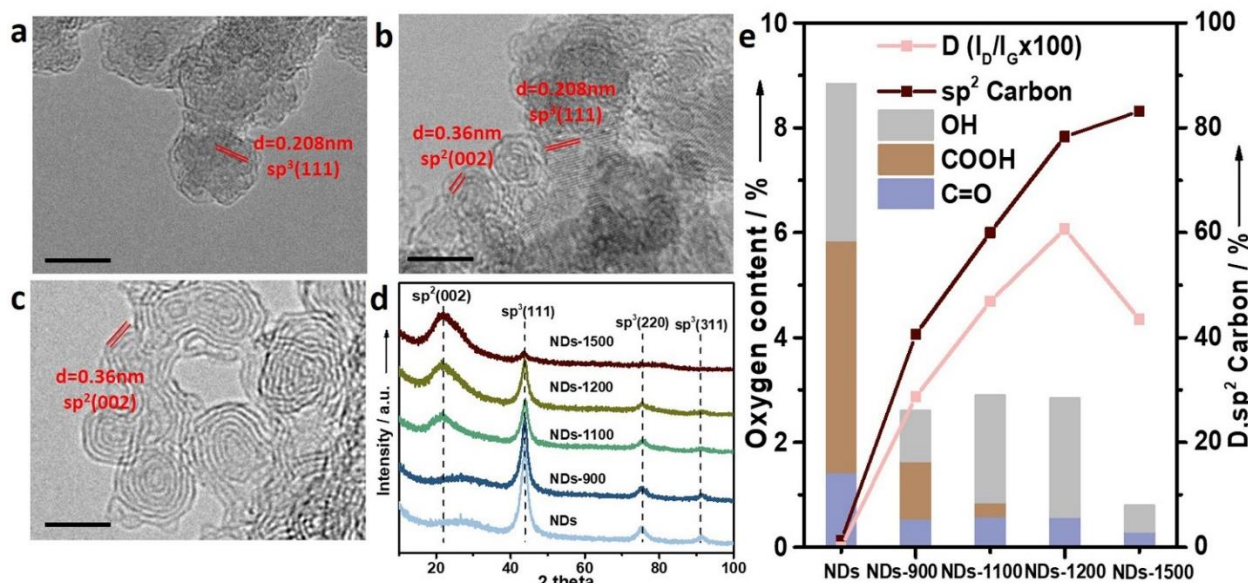 a
d=0.208nm
sp³(111)
b
d=0.208nm
sp³(111)
d=0.36nm
sp²(002)
c
d=0.36nm
sp²(002)
d
sp²(002)
sp³(111)
sp³(220)
sp³(311)
NDs-1500
NDs-1200
NDs-1100
NDs-900
NDs
Intensity / a.u.
20 40 60 80 100
2 theta
e
D (I_D/I_Gx100)
sp² Carbon
OH
COOH
C=O
Oxygen content / %
10
8
6
4
2
0
D,sp² Carbon / %
100
80
60
40
20
0
NDs NDs-900 NDs-1100 NDs-1200 NDs-1500